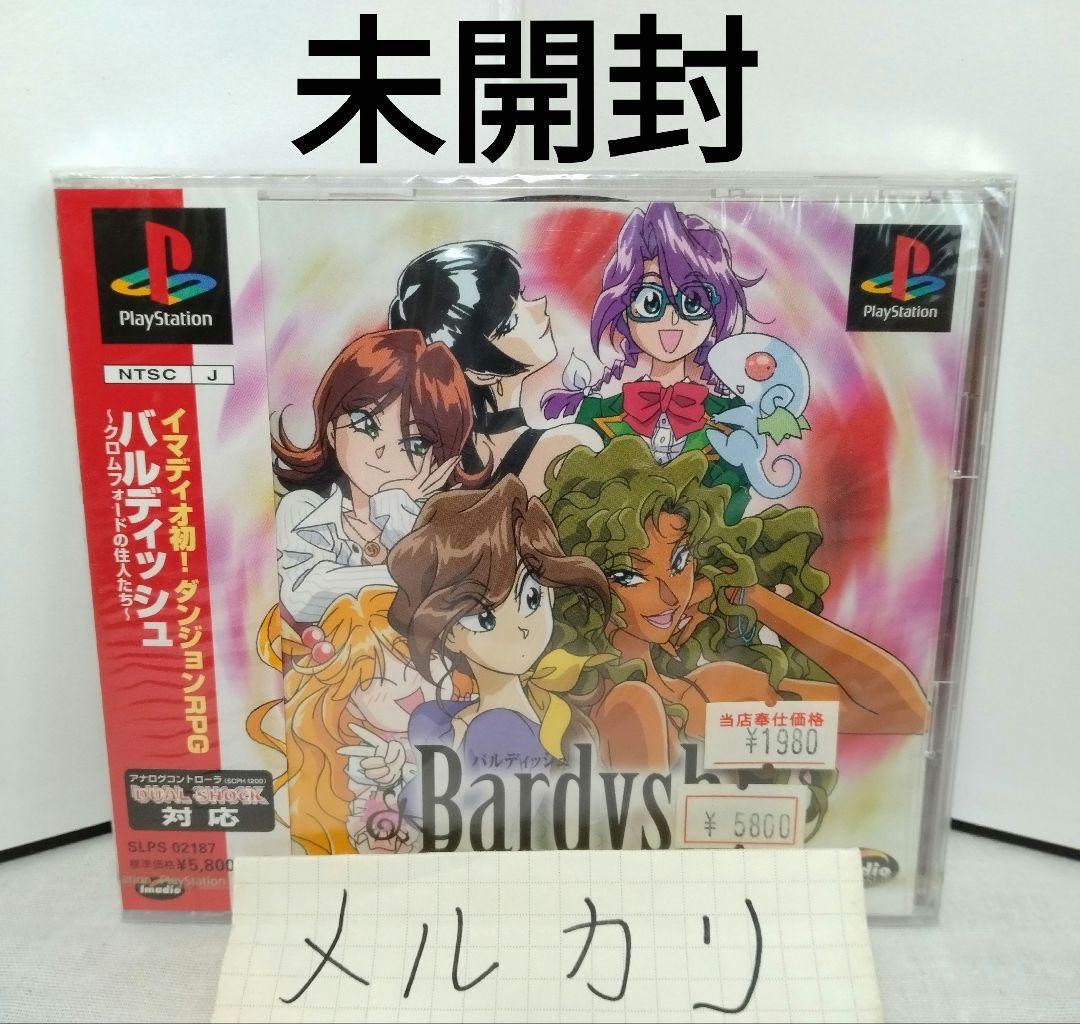 未開封
PlayStation
NTSC J
イマディオ初！ダンジョンRPG
バルディッシュ
～クロムフォードの住人たち～
アナログコントローラ(SCPH-1200)
DUAL SHOCK
対応
SLPS 02187
標準価格¥5,800
PlayStation
Imadio
PlayStation
当店奉仕価格
¥1980
バルディッシュ
Bardysh
¥ 5800
メルカリ